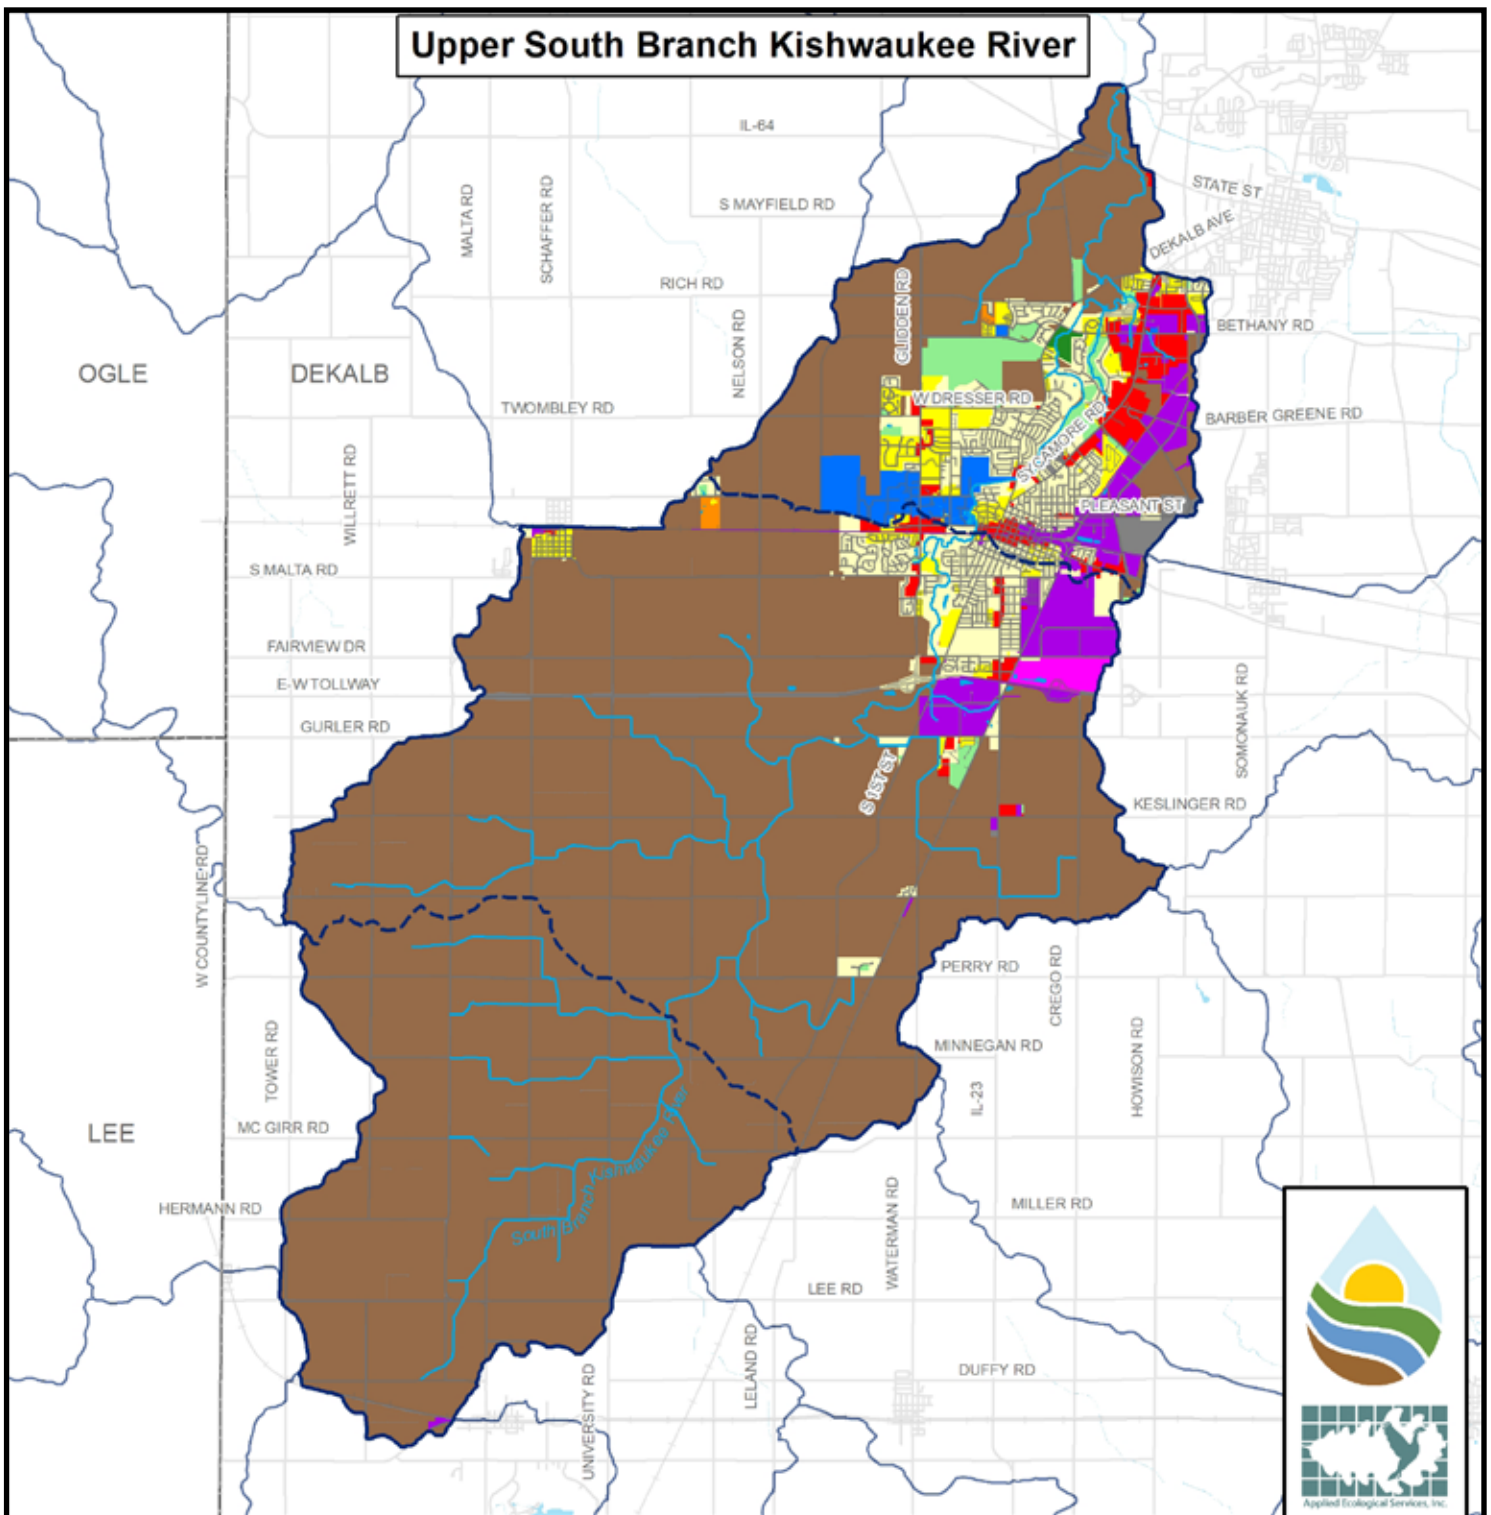 Upper South Branch Kishwaukee River
IL-64
STATE ST
MALTA RD
SCHAFFER RD
S MAYFIELD RD
DEKALB AVE
RICH RD
GLIDDEN RD
BETHANY RD
NELSON RD
OGLE
DEKALB
W DRESSER RD
TWOMBLEY RD
BARBER GREENE RD
SYCAMORE RD
WILLRETT RD
PLEASANT ST
S MALTA RD
FAIRVIEW DR
E-W TOLLWAY
SOMONAUK RD
GURLER RD
S 1ST ST
KESLINGER RD
W COUNTYLINE RD
PERRY RD
CREGO RD
TOWER RD
MINNEGAN RD
HOWISON RD
IL-23
LEE
MC GIRR RD
South Branch Kishwaukee River
HERMANN RD
WATERMAN RD
MILLER RD
LEE RD
LELAND RD
UNIVERSITY RD
DUFFY RD
Applied Ecological Services, Inc.